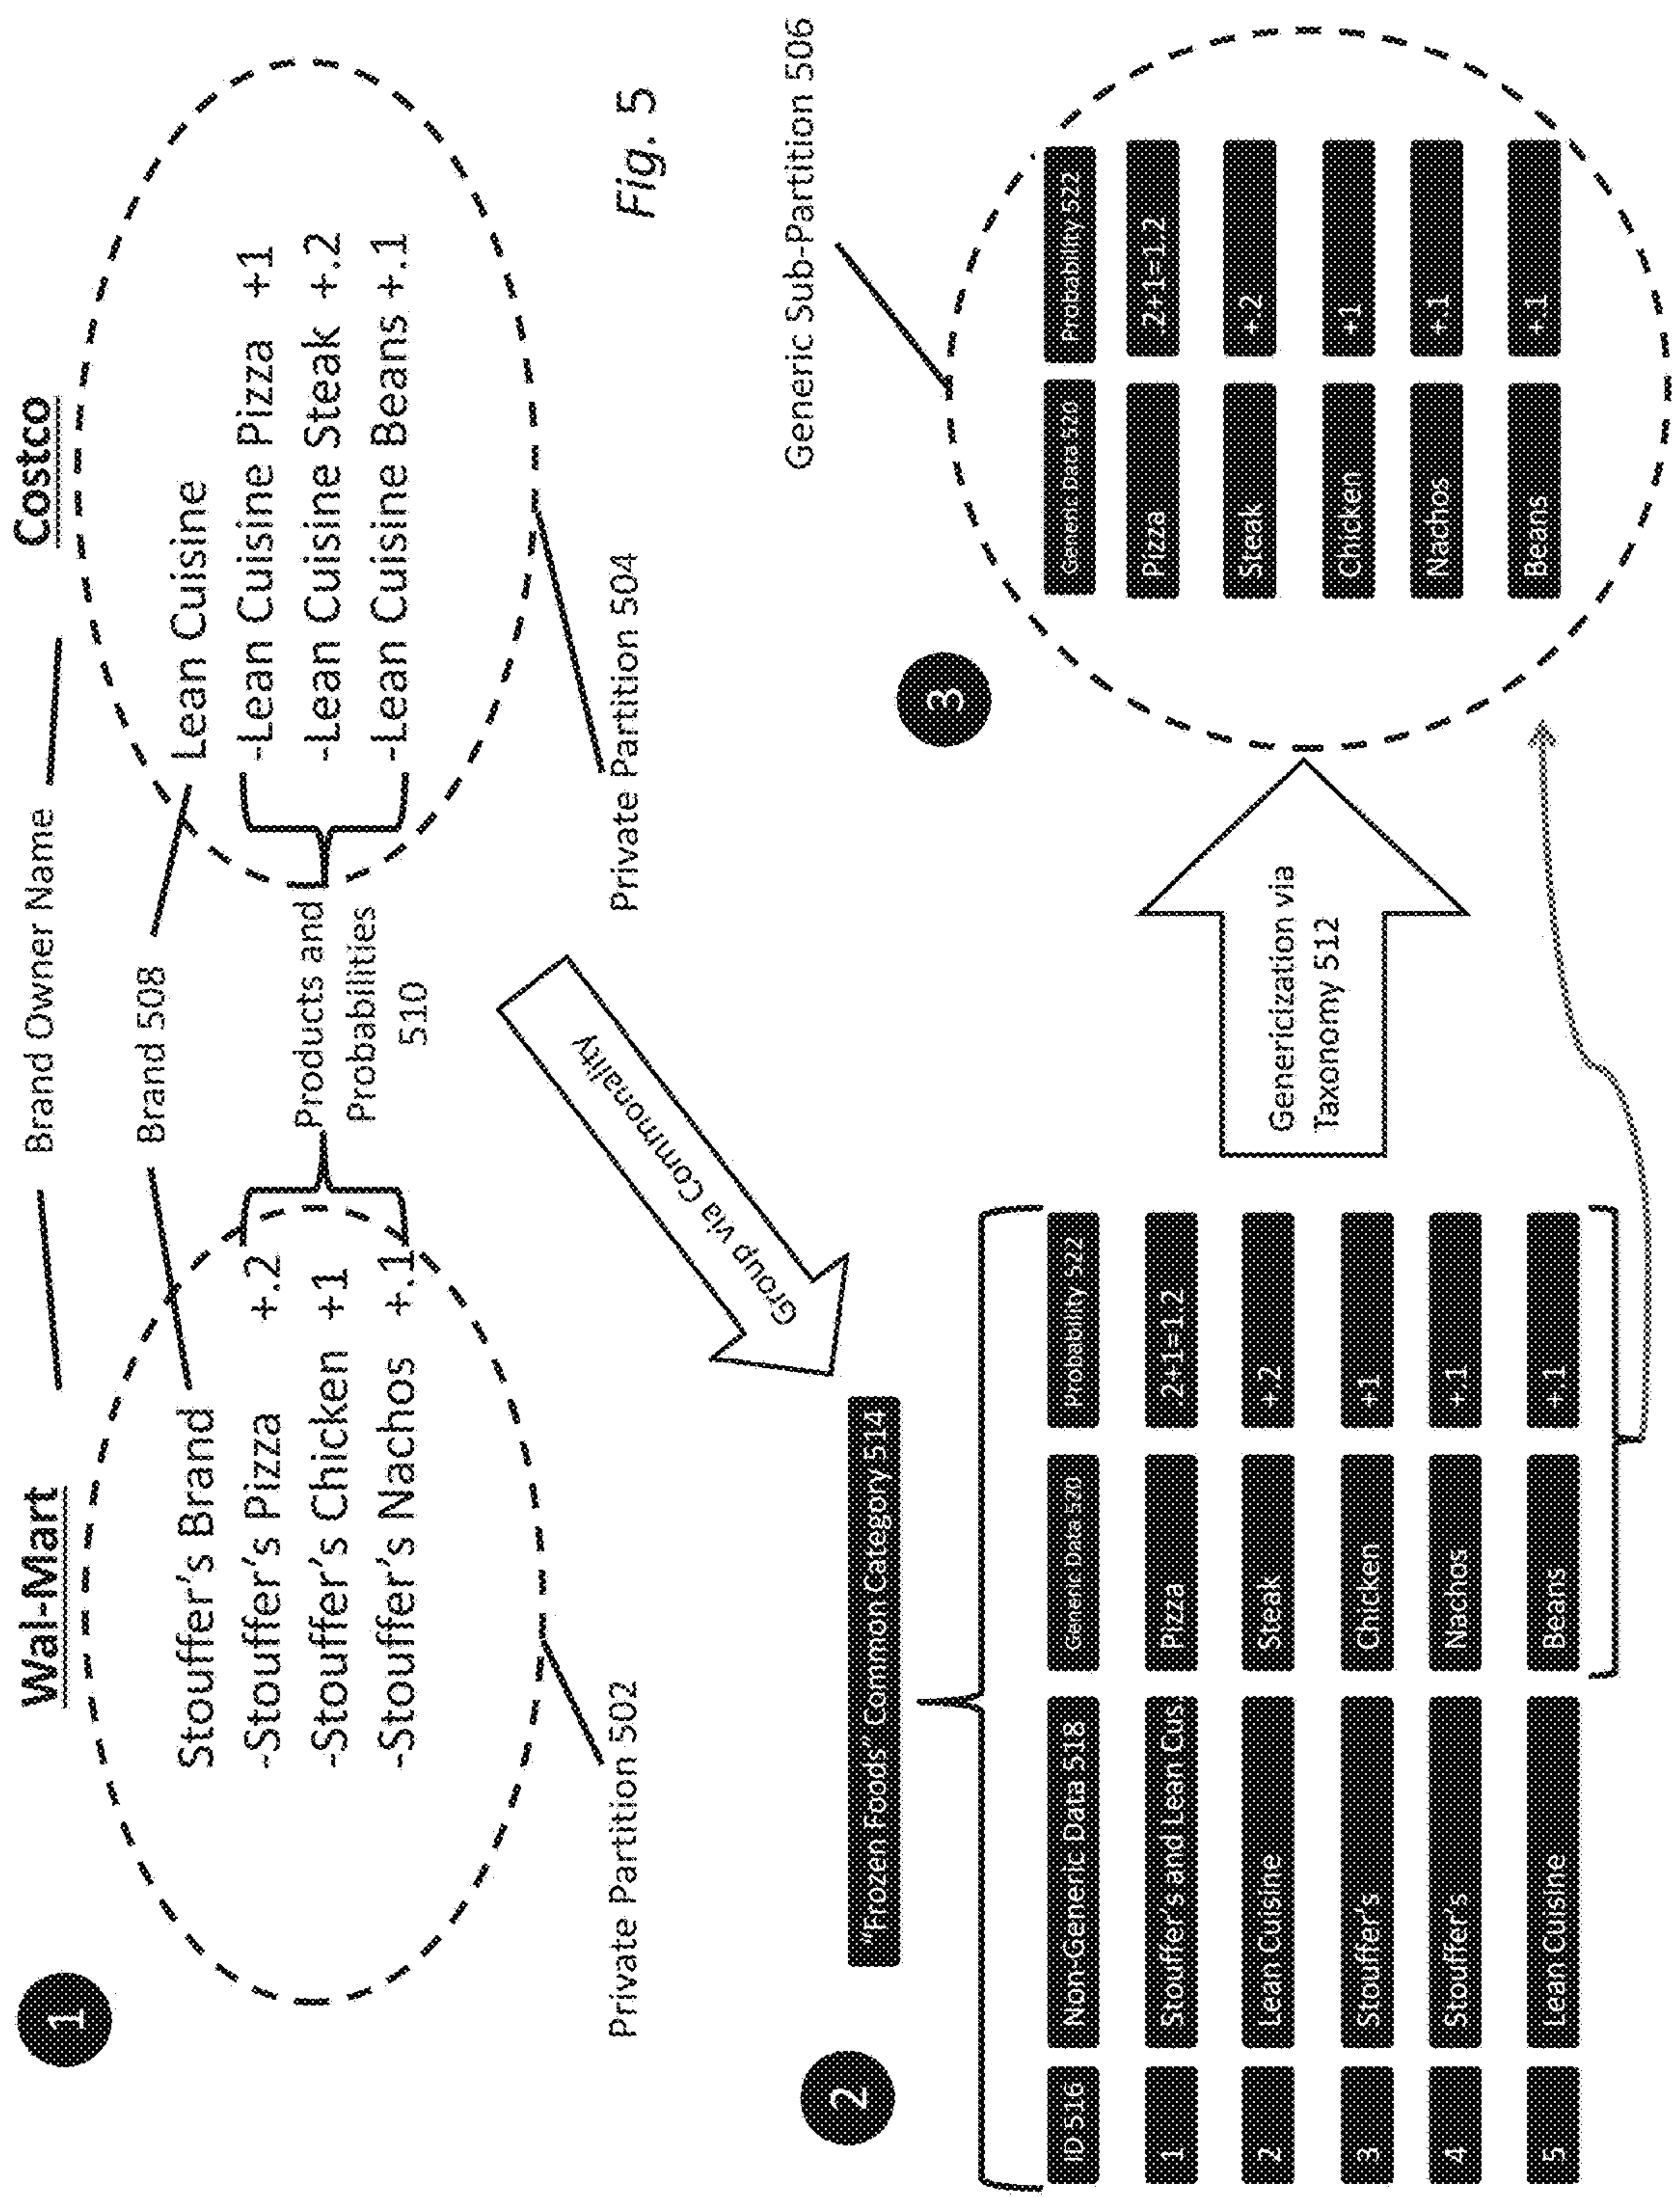 1
Wal-Mart
Brand Owner Name
Costco
Stouffer's Brand
-Stouffer's Pizza +.2
-Stouffer's Chicken +1
-Stouffer's Nachos +.1
Brand 508
Products and
Probabilities
510
Lean Cuisine
-Lean Cuisine Pizza +1
-Lean Cuisine Steak +.2
-Lean Cuisine Beans +.1
Private Partition 502
Private Partition 504
Fig. 5
Group via Commonality
2
"Frozen Foods" Common Category 514
ID 516 Non-Generic Data 518 Generic Data 520 Probability 522
1 Stouffer's and Lean Cus Pizza .2+1=1.2
2 Lean Cuisine Steak +.2
3 Stouffer's Chicken +1
4 Stouffer's Nachos +.1
5 Lean Cuisine Beans +.1
Genericization via
Taxonomy 512
3
Generic Sub-Partition 506
Generic Data 520 Probability 522
Pizza .2+1=1.2
Steak +.2
Chicken +1
Nachos +.1
Beans +.1